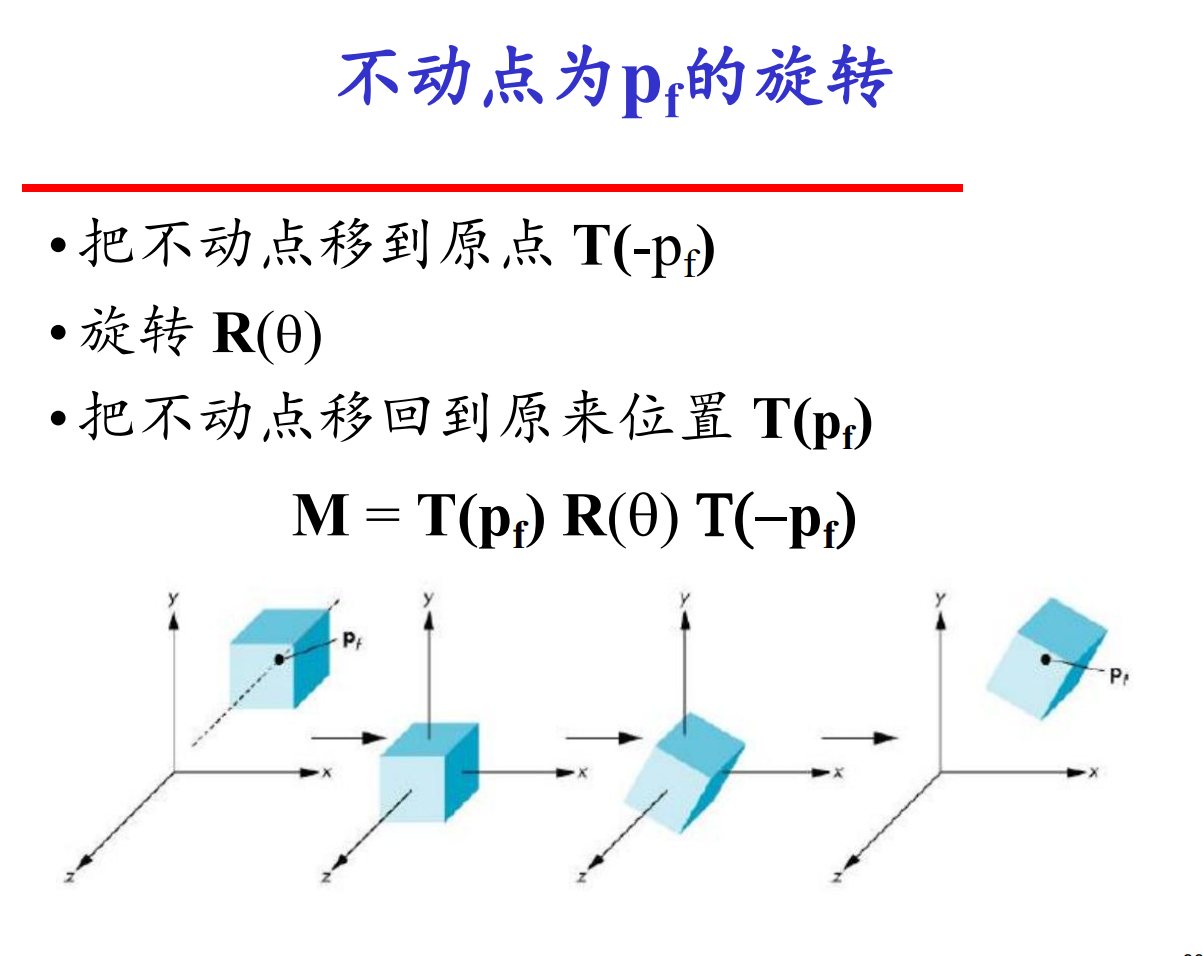 不动点为pf的旋转
•把不动点移到原点 T(-pf)
•旋转 R(θ)
•把不动点移回到原来位置 T(pf)
M = T(pf) R(θ) T(–pf)
y y y y
pf
pf
x x x x
z z z z